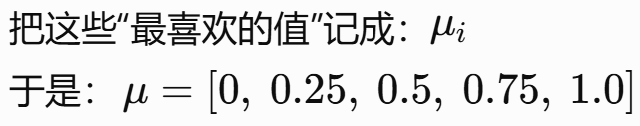 把这些“最喜欢的值”记成：μᵢ
于是：μ = [0, 0.25, 0.5, 0.75, 1.0]